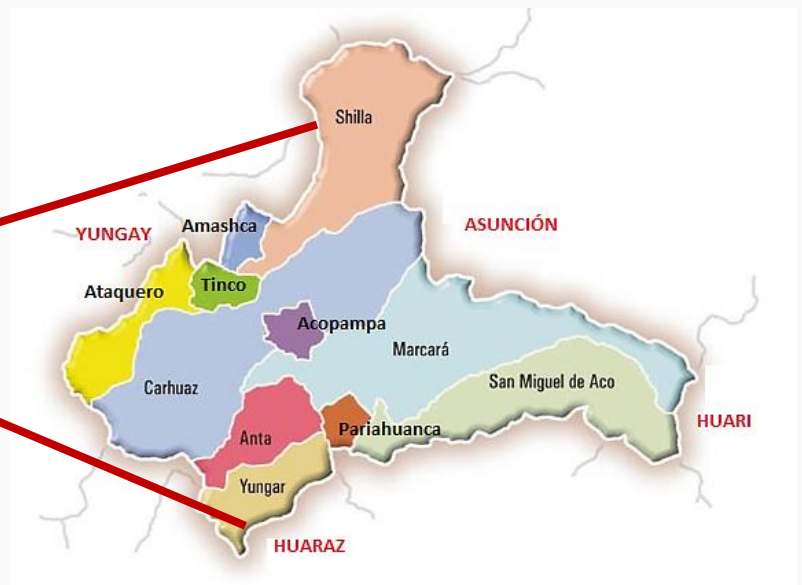 Shilla
ASUNCIÓN
YUNGAY
Amashca
Ataquero
Tinco
Acopampa
Marcará
Carhuaz
San Miguel de Aco
HUARI
Anta
Pariahuanca
Yungar
HUARAZ